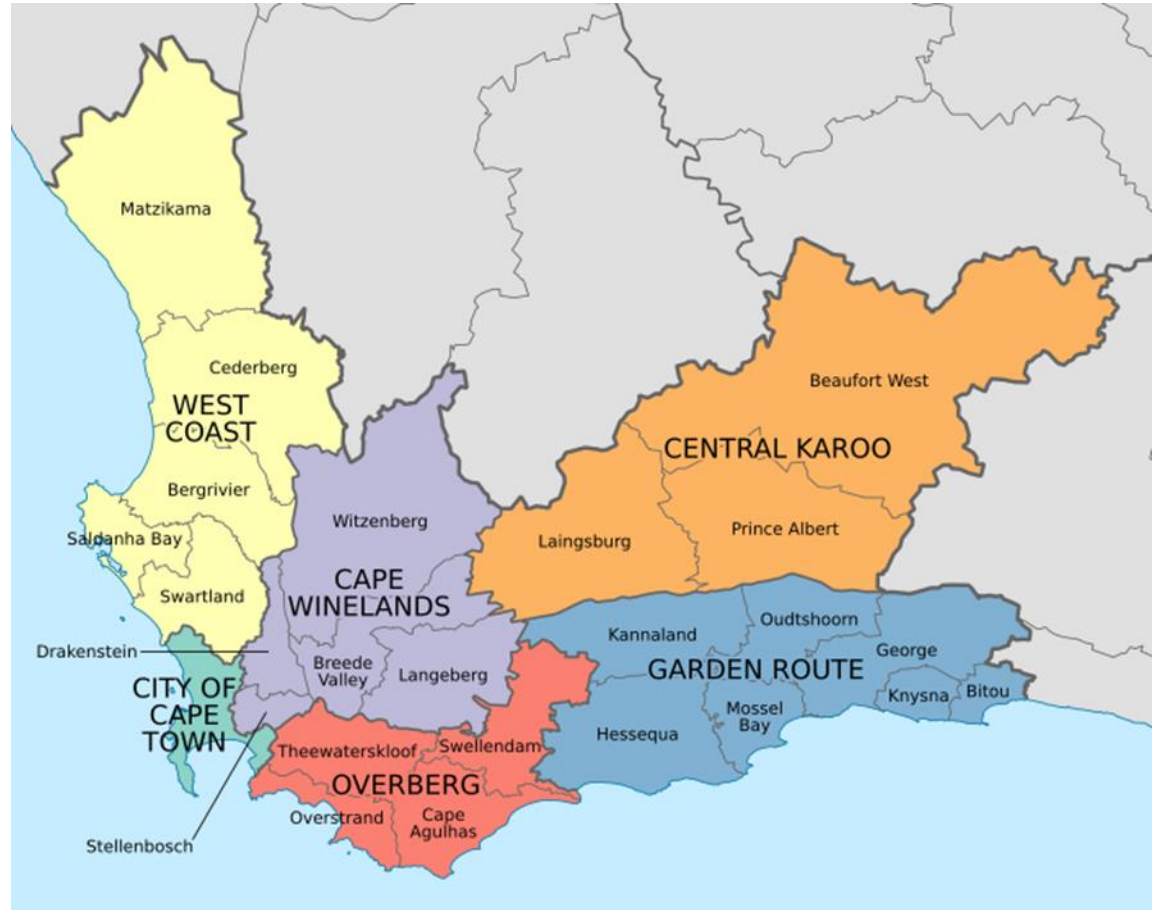 Matzikama
Cederberg
WEST
COAST
Bergrivier
Saldanha Bay
Swartland
Drakenstein
CITY OF
CAPE
TOWN
Stellenbosch
Witzenberg
CAPE
WINELANDS
Breede
Valley
Langeberg
Theewaterskloof
Swellendam
OVERBERG
Overstrand
Cape
Agulhas
Beaufort West
CENTRAL KAROO
Laingsburg
Prince Albert
Kannaland
Oudtshoorn
George
GARDEN ROUTE
Hessequa
Mossel
Bay
Knysna
Bitou